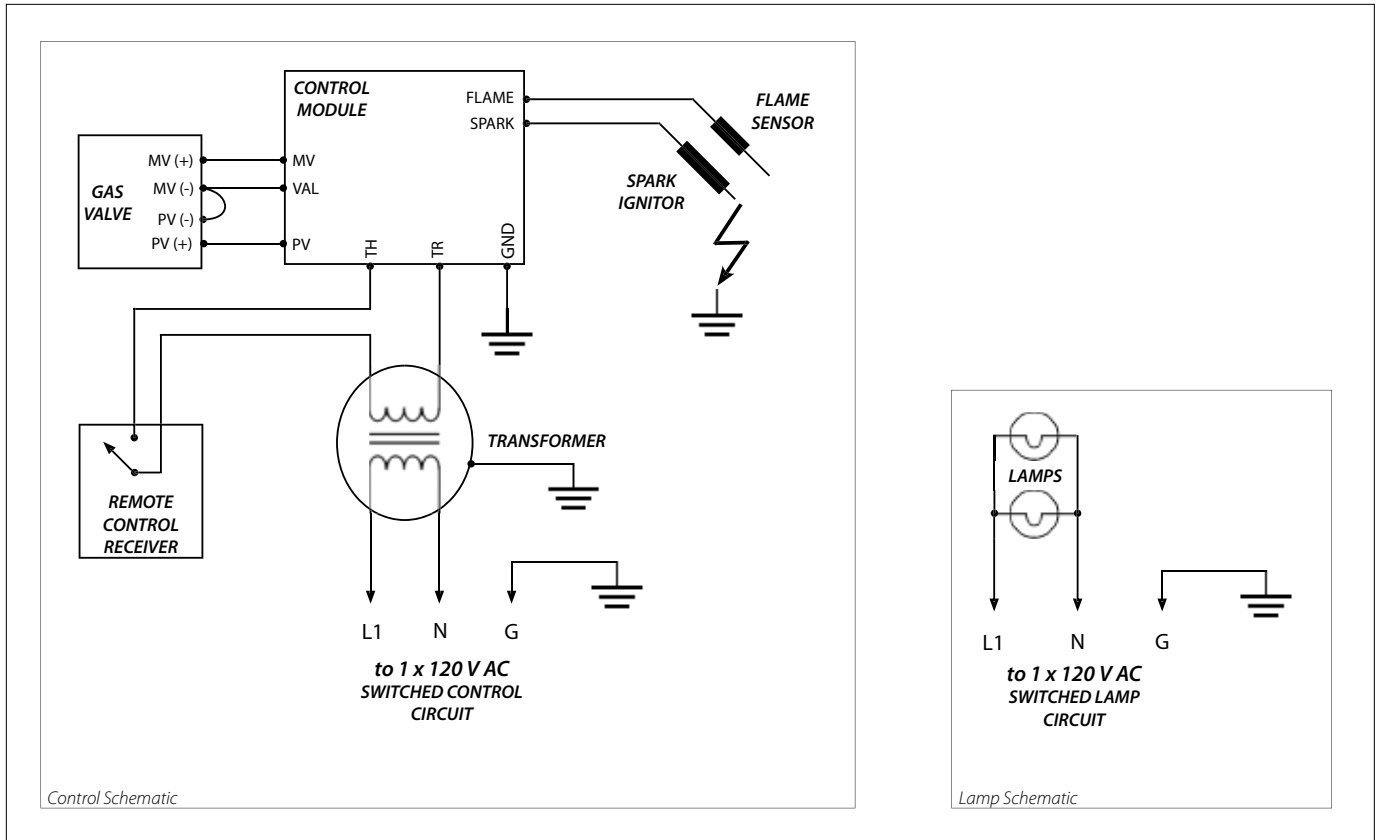 CONTROL
MODULE
FLAME
SPARK
FLAME
SENSOR
SPARK
IGNITOR
MV (+)
MV (-)
PV (-)
PV (+)
GAS
VALVE
MV
VAL
PV
TH
TR
GND
TRANSFORMER
REMOTE
CONTROL
RECEIVER
L1 N G
to 1 x 120 V AC
SWITCHED CONTROL
CIRCUIT
Control Schematic
LAMPS
L1 N G
to 1 x 120 V AC
SWITCHED LAMP
CIRCUIT
Lamp Schematic